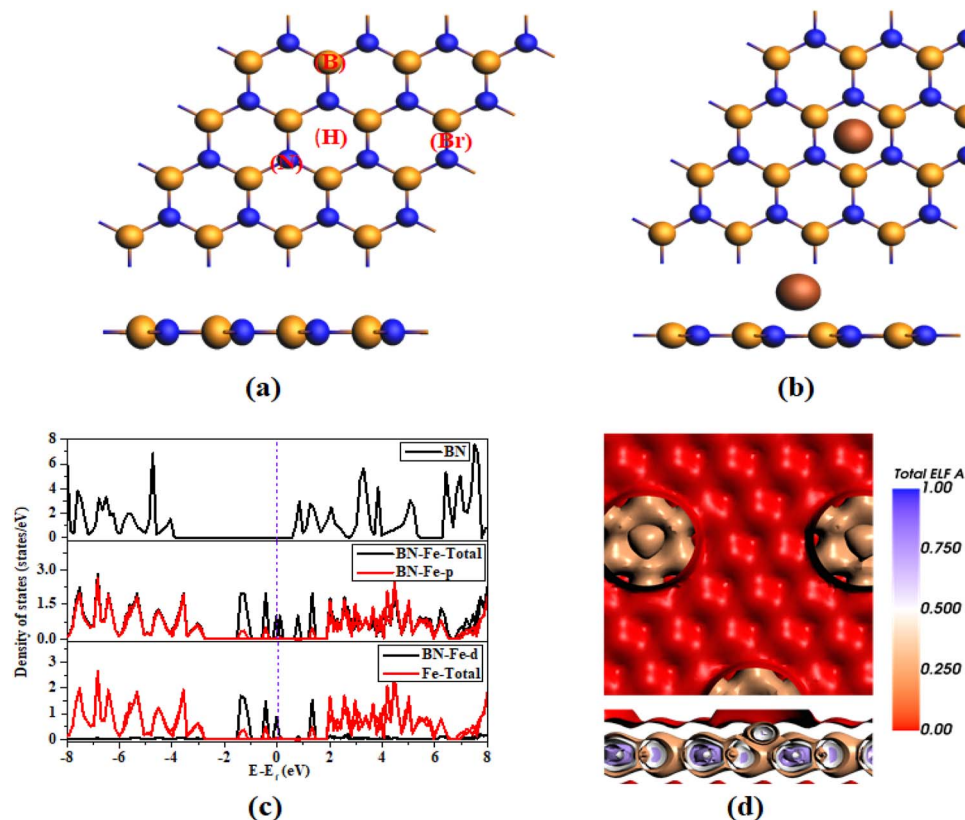 (B)
(H)
(Br)
(N)
(a)
(b)
8
6
4
2
0
BN
3.0
1.5
0.0
BN-Fe-Total
BN-Fe-p
2
1
0
BN-Fe-d
Fe-Total
Density of states (states/eV)
-8 -6 -4 -2 0 2 4 6 8
E-Ef (eV)
(c)
Total ELF A
1.00
0.750
0.500
0.250
0.00
(d)